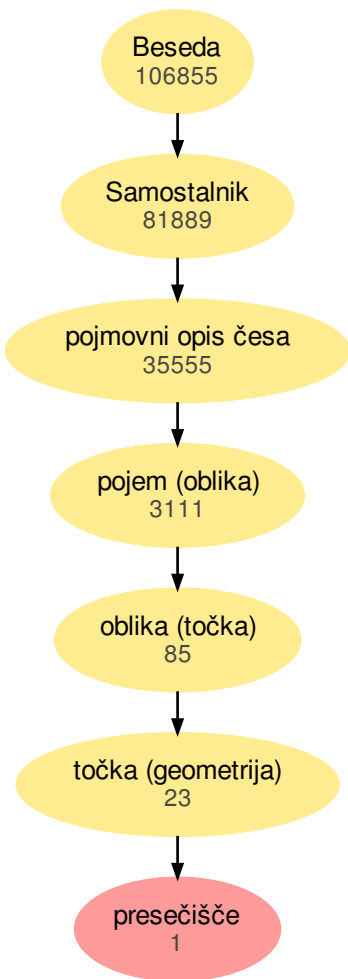 Beseda
106855
Samostalnik
81889
pojmovni opis česa
35555
pojem (oblika)
3111
oblika (točka)
85
točka (geometrija)
23
presečišče
1